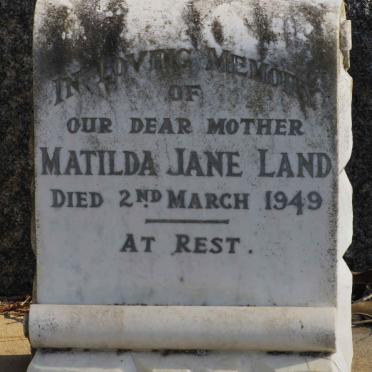 IN LOVING MEMORY
OF
OUR DEAR MOTHER
MATILDA JANE LAND
DIED 2ND MARCH 1949
AT REST.